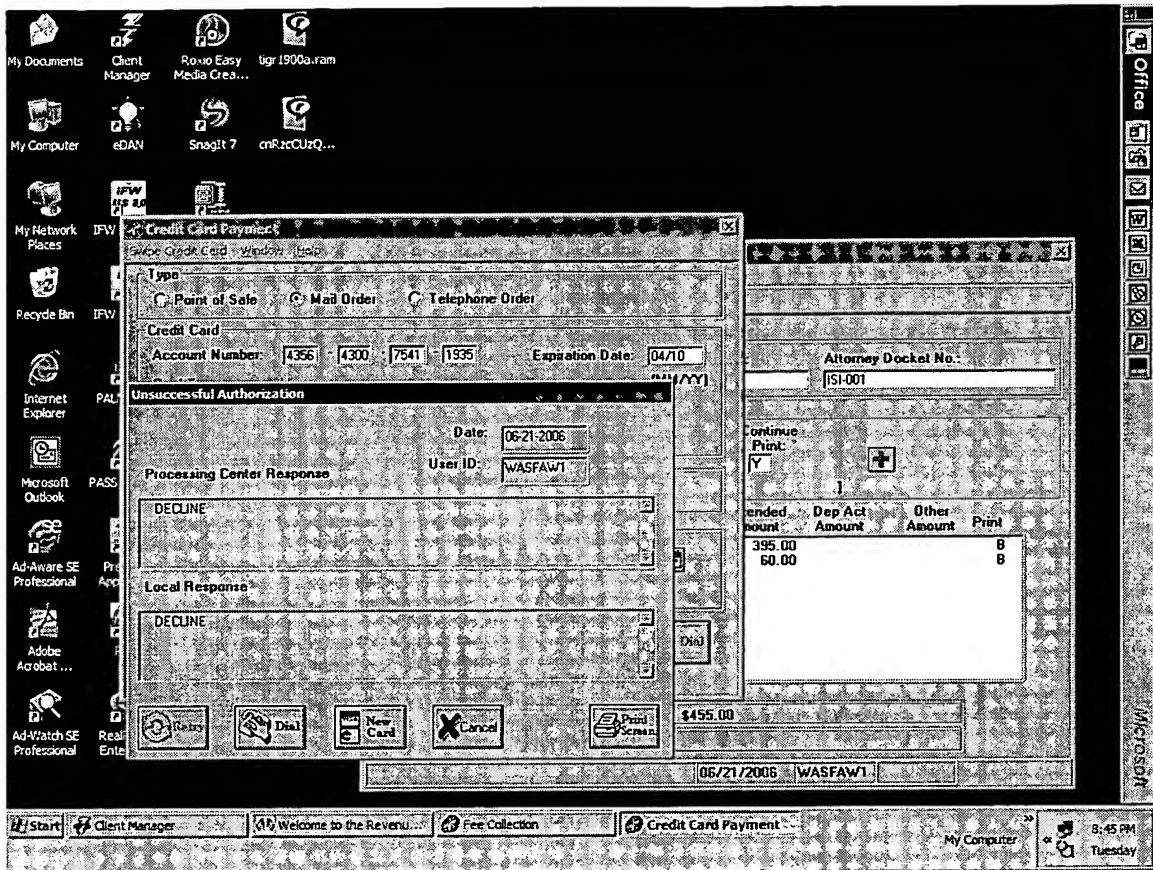 My Documents
Client Manager
Roxio Easy Media Crea...
tigr1900a.ram
My Computer
eDAN
SnagIt 7
cnRzcCUzQ...
My Network Places
IFW
Recycle Bin
IFW
Internet Explorer
PAL
Microsoft Outlook
PASS
Ad-Aware SE Professional
Adobe Acrobat ...
Ad-Watch SE Professional
Office
Microsoft
Credit Card Payment
Swipe Credit Card Window Help
Type
Point of Sale Mail Order Telephone Order
Credit Card
Account Number: 4356 - 4300 - 7541 - 1935 Expiration Date: 04/10
(MM/YY)
Unsuccessful Authorization
Date: 06-21-2006
User ID: WASFAW1
Processing Center Response
DECLINE
Local Response
DECLINE
Retry
Dial
New Card
Cancel
Print Screen
Dial
Attorney Docket No.:
ISI-001
Continue Print:
Y
Dep Act Amount
Other Amount
Print
395.00 B
60.00 B
$455.00
06/21/2006 WASFAW1
Start
Client Manager
Welcome to the Revenu...
Fee Collection
Credit Card Payment
My Computer
8:45 PM
Tuesday